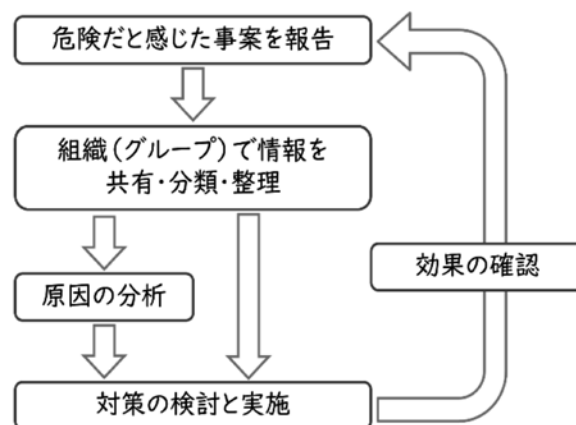 危険だと感じた事案を報告
組織(グループ)で情報を
共有・分類・整理
原因の分析
効果の確認
対策の検討と実施